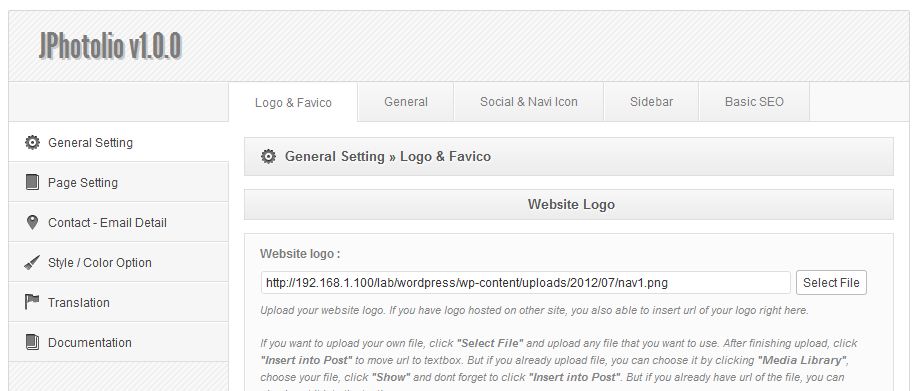 JPhotolio v1.0.0
Logo & Favico
General
Social & Navi Icon
Sidebar
Basic SEO
General Setting
Page Setting
Contact - Email Detail
Style / Color Option
Translation
Documentation
General Setting » Logo & Favico
Website Logo
Website logo :
http://192.168.1.100/lab/wordpress/wp-content/uploads/2012/07/nav1.png
Select File
Upload your website logo. If you have logo hosted on other site, you also able to insert url of your logo right here.
If you want to upload your own file, click "Select File" and upload any file that you want to use. After finishing upload, click
"Insert into Post" to move url to textbox. But if you already upload file, you can choose it by clicking "Media Library",
choose your file, click "Show" and dont forget to click "Insert into Post". But if you already have url of the file, you can